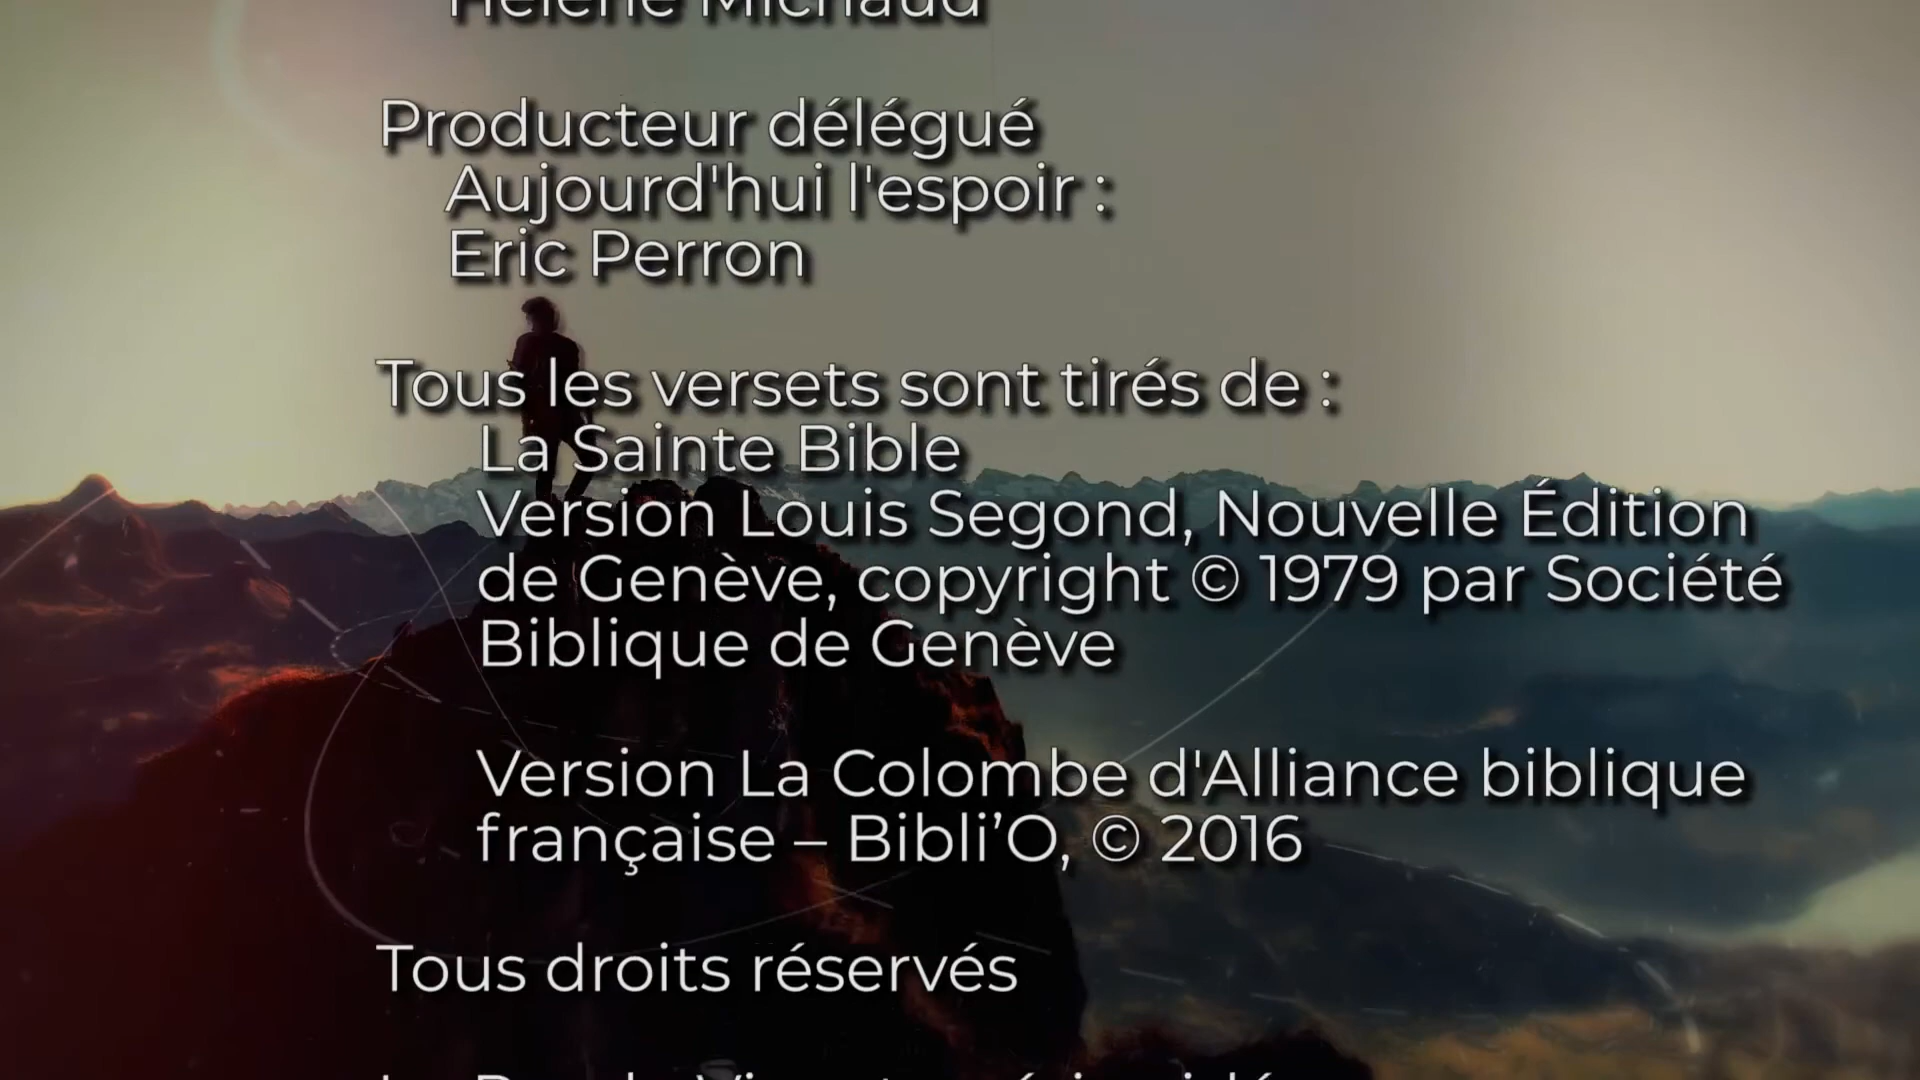 Hélène Michaud
Producteur délégué
Aujourd'hui l'espoir :
Eric Perron
Tous les versets sont tirés de :
La Sainte Bible
Version Louis Segond, Nouvelle Édition
de Genève, copyright © 1979 par Société
Biblique de Genève
Version La Colombe d'Alliance biblique
française – Bibli’O, © 2016
Tous droits réservés